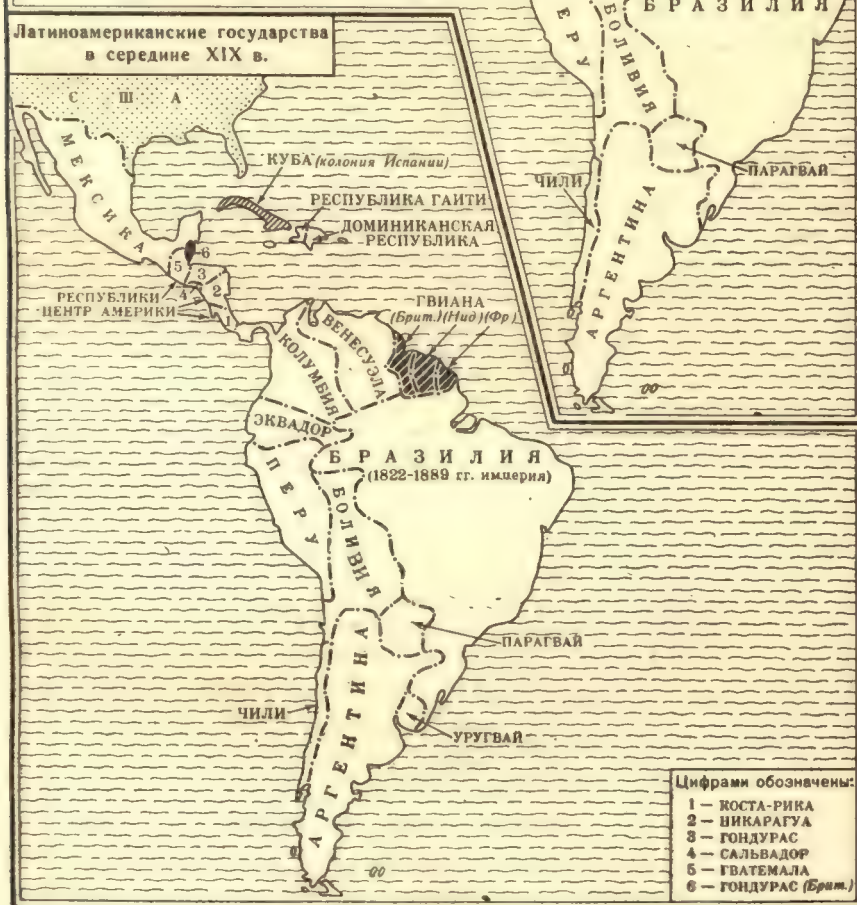 БРАЗИЛИЯ
ПЕРУ
БОЛИВИЯ
ПАРАГВАЙ
ЧИЛИ
АРГЕНТИНА
Латиноамериканские государства
в середине XIX в.
США
МЕКСИКА
КУБА (колония Испании)
РЕСПУБЛИКА ГАИТИ
ДОМИНИКАНСКАЯ
РЕСПУБЛИКА
6
5
3
4
2
1
РЕСПУБЛИКИ
ЦЕНТР АМЕРИКИ
ГВИАНА
(Брит.)(Нид)(Фр)
ВЕНЕСУЭЛА
КОЛУМБИЯ
ЭКВАДОР
БРАЗИЛИЯ
(1822-1889 гг. империя)
ПЕРУ
БОЛИВИЯ
ПАРАГВАЙ
ЧИЛИ
УРУГВАЙ
АРГЕНТИНА
Цифрами обозначены:
1 — КОСТА-РИКА
2 — НИКАРАГУА
3 — ГОНДУРАС
4 — САЛЬВАДОР
5 — ГВАТЕМАЛА
6 — ГОНДУРАС (Брит.)